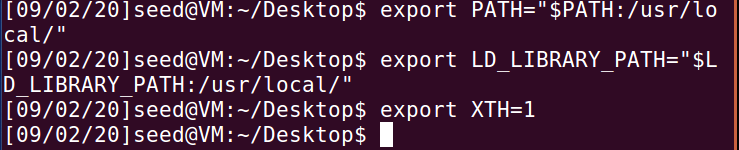 [09/02/20]seed@VM:~/Desktop$ export PATH="$PATH:/usr/lo
cal/"
[09/02/20]seed@VM:~/Desktop$ export LD_LIBRARY_PATH="$L
D_LIBRARY_PATH:/usr/local/"
[09/02/20]seed@VM:~/Desktop$ export XTH=1
[09/02/20]seed@VM:~/Desktop$